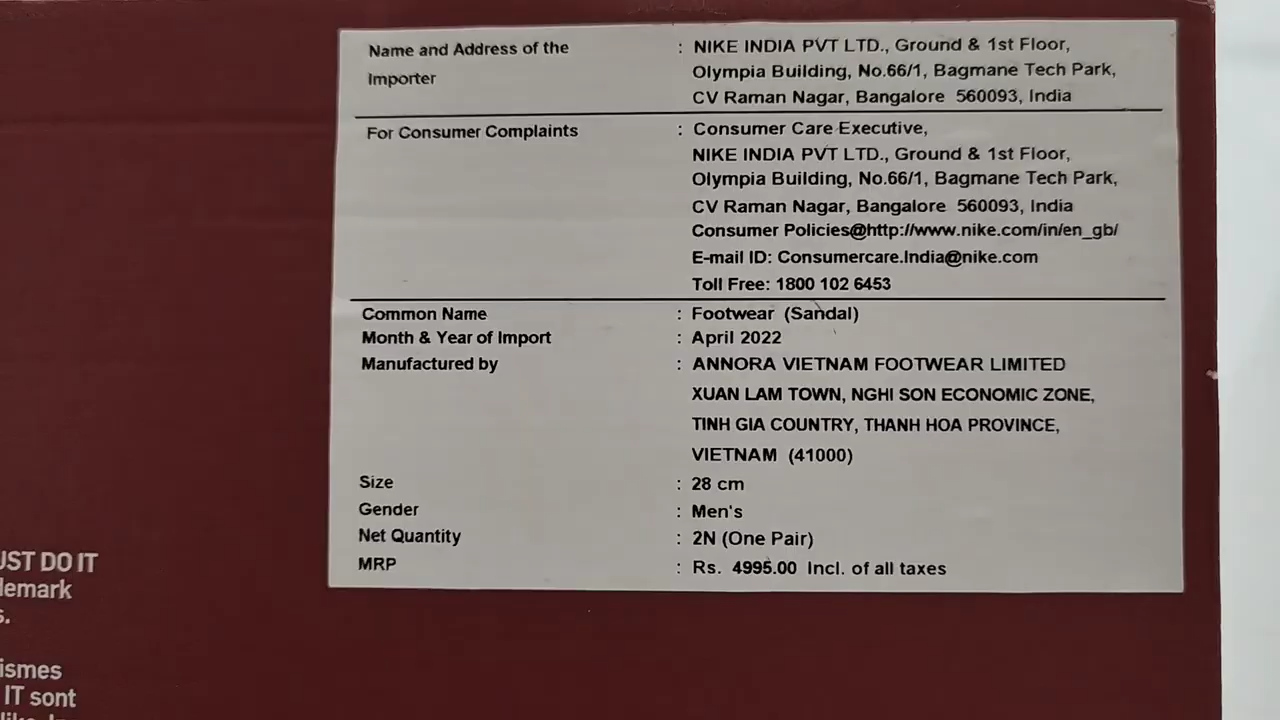 Name and Address of the Importer : NIKE INDIA PVT LTD., Ground & 1st Floor,
Olympia Building, No.66/1, Bagmane Tech Park,
CV Raman Nagar, Bangalore 560093, India
For Consumer Complaints : Consumer Care Executive,
NIKE INDIA PVT LTD., Ground & 1st Floor,
Olympia Building, No.66/1, Bagmane Tech Park,
CV Raman Nagar, Bangalore 560093, India
Consumer Policies@http://www.nike.com/in/en_gb/
E-mail ID: Consumercare.India@nike.com
Toll Free: 1800 102 6453
Common Name : Footwear (Sandal)
Month & Year of Import : April 2022
Manufactured by : ANNORA VIETNAM FOOTWEAR LIMITED
XUAN LAM TOWN, NGHI SON ECONOMIC ZONE,
TINH GIA COUNTRY, THANH HOA PROVINCE,
VIETNAM (41000)
Size : 28 cm
Gender : Men's
Net Quantity : 2N (One Pair)
MRP : Rs. 4995.00 Incl. of all taxes
DO IT
IT sont